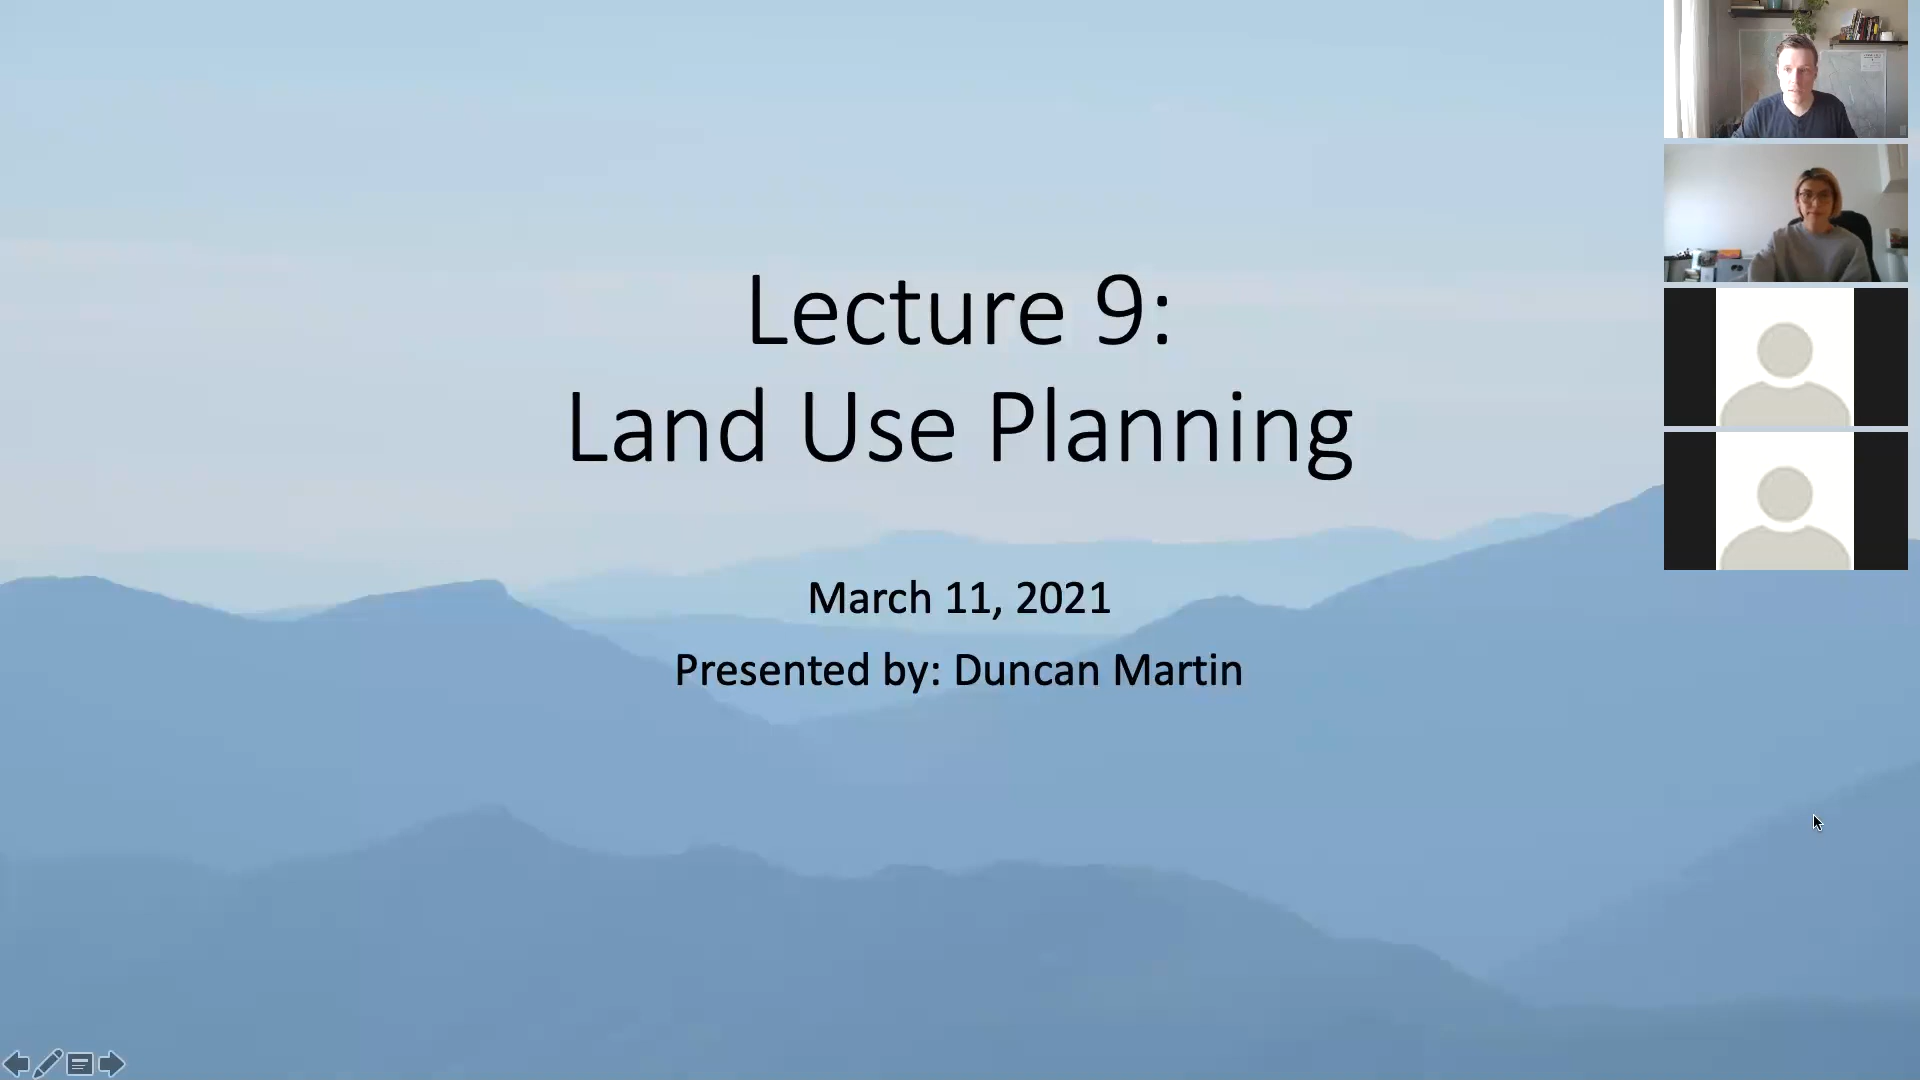 Lecture 9:
Land Use Planning
March 11, 2021
Presented by: Duncan Martin